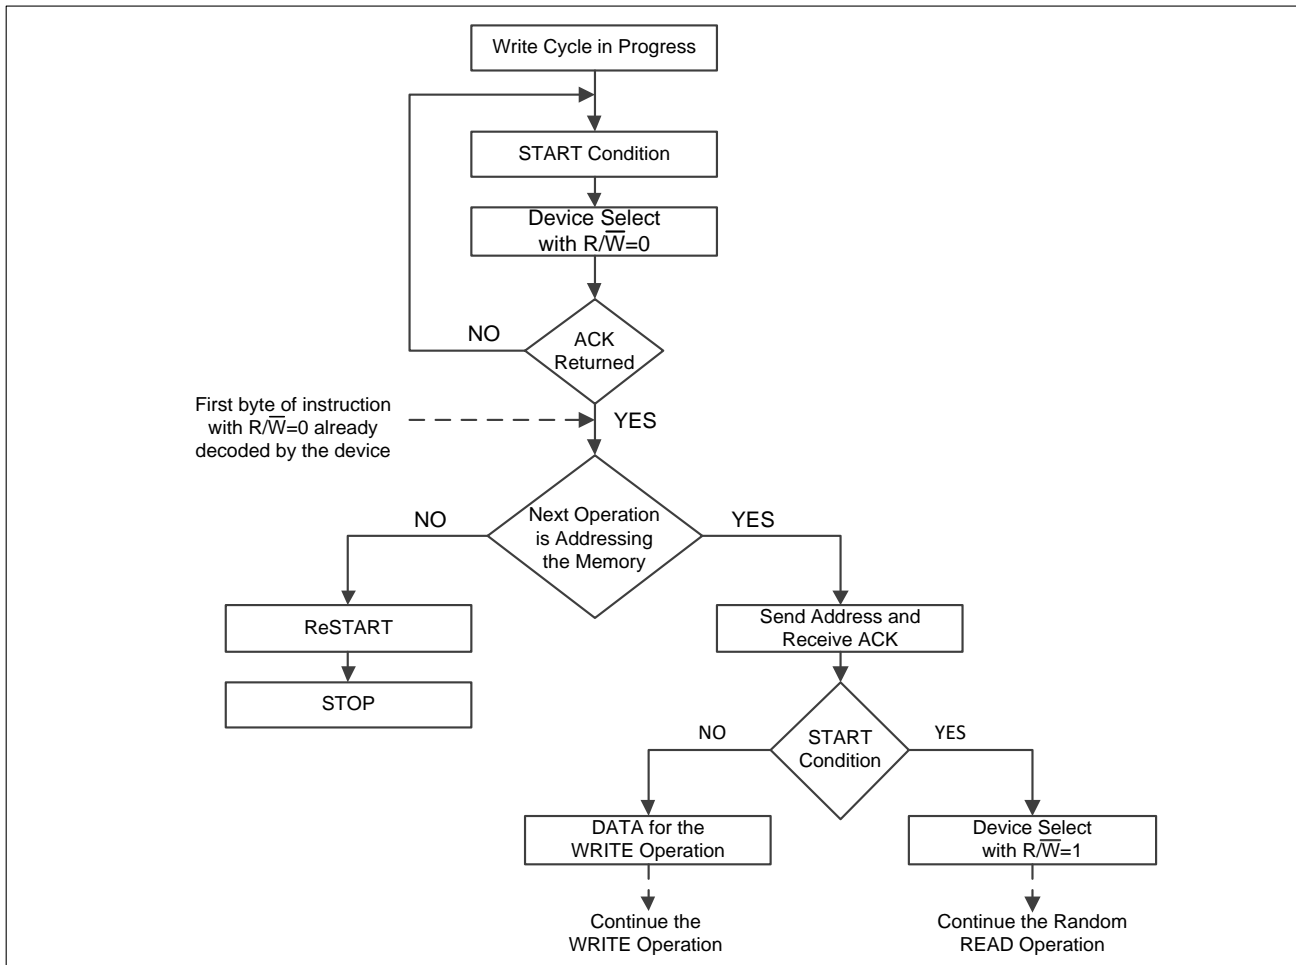 Write Cycle in Progress
START Condition
Device Select
with R/W̅=0
NO
ACK
Returned
First byte of instruction
with R/W̅=0 already
decoded by the device
YES
NO
Next Operation
is Addressing
the Memory
YES
ReSTART
Send Address and
Receive ACK
STOP
NO
START
Condition
YES
DATA for the
WRITE Operation
Device Select
with R/W̅=1
Continue the
WRITE Operation
Continue the Random
READ Operation